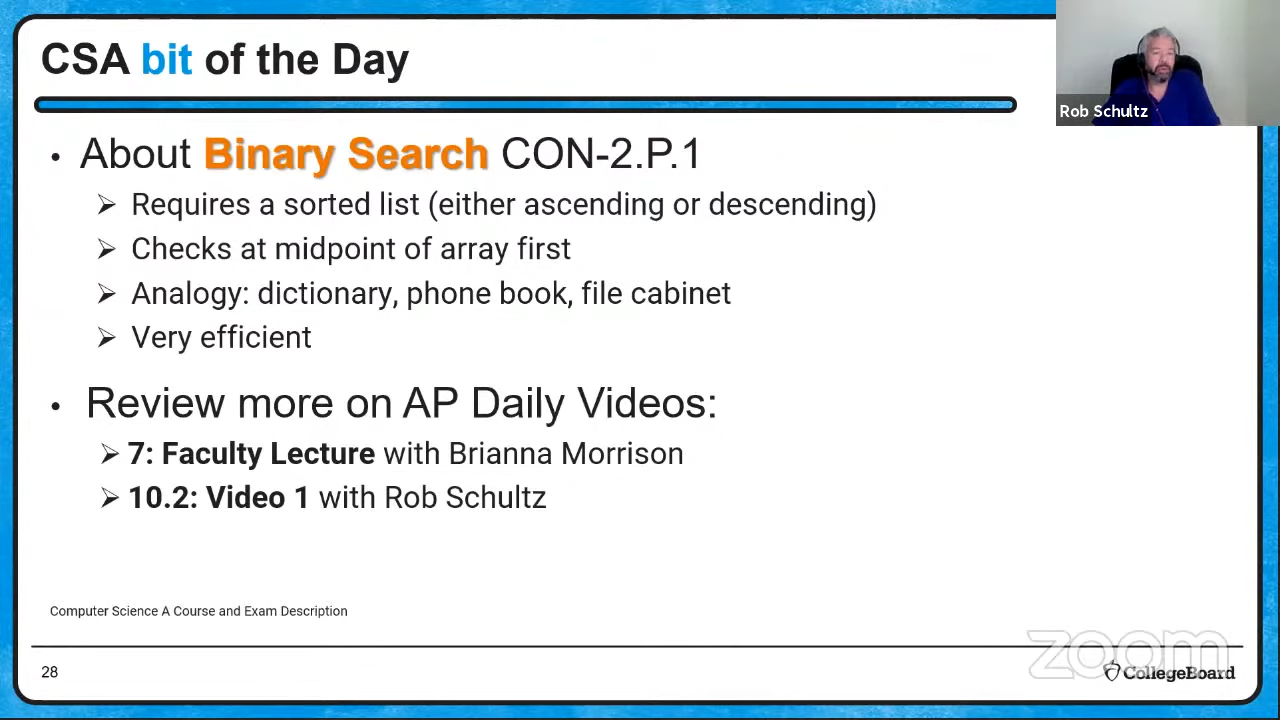 CSA bit of the Day
Rob Schultz
• About Binary Search CON-2.P.1
➢ Requires a sorted list (either ascending or descending)
➢ Checks at midpoint of array first
➢ Analogy: dictionary, phone book, file cabinet
➢ Very efficient
• Review more on AP Daily Videos:
➢ 7: Faculty Lecture with Brianna Morrison
➢ 10.2: Video 1 with Rob Schultz
Computer Science A Course and Exam Description
zoom
28
CollegeBoard